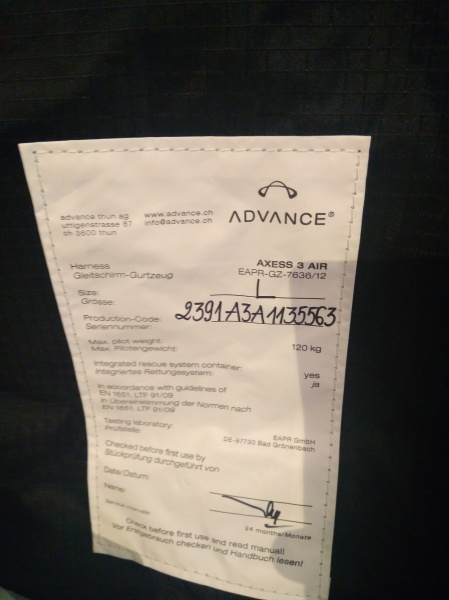 ADVANCE®
advance thun ag
uttigenstrasse 87
ch 3600 thun
www.advance.ch
info@advance.ch
Harness
Gleitschirm-Gurtzeug
AXESS 3 AIR
EAPR-GZ-7636/12
Size:
Grösse:
L
Production-Code:
Seriennummer:
2391A3A1135563
Max. pilot weight:
Max. Pilotengewicht:
120 kg
Integrated rescue system container:
Integriertes Rettungssystem:
yes
ja
In accordance with guidelines of
EN 1651, LTF 91/09
In Übereinstimmung der Normen nach
EN 1651, LTF 91/09
Testing laboratory:
Prüfstelle:
EAPR GmbH
DE-87730 Bad Grönenbach
Checked before first use by
Stückprüfung durchgeführt von
Date/Datum:
Name:
Service intervals:
24 months/Monate
Check before first use and read manual!
Vor Erstgebrauch checken und Handbuch lesen!